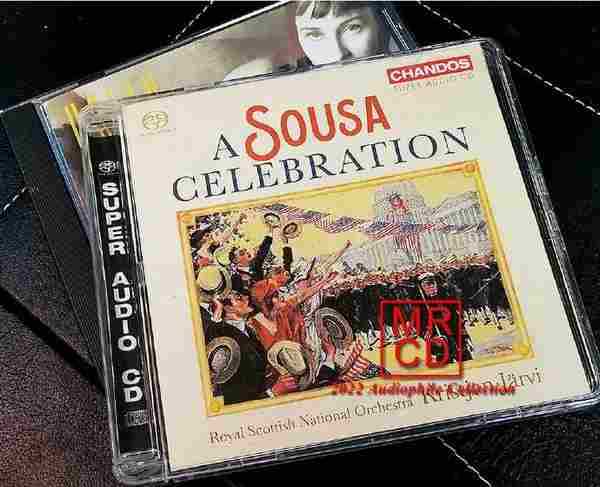 CHANDOS
SUPER AUDIO CD
A SOUSA
CELEBRATION
SUPER AUDIO CD
MR
CD
2022 Audiophile Collection
Royal Scottish National Orchestra
Järvi